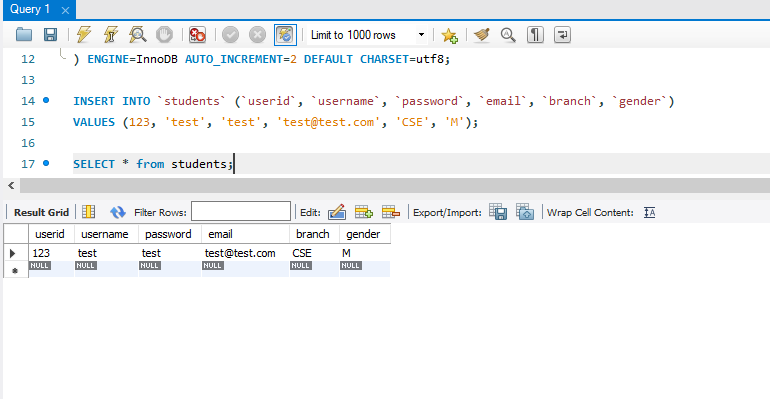 Query 1
Limit to 1000 rows
12 ) ENGINE=InnoDB AUTO_INCREMENT=2 DEFAULT CHARSET=utf8;
13
14 INSERT INTO `students` (`userid`, `username`, `password`, `email`, `branch`, `gender`)
15 VALUES (123, 'test', 'test', 'test@test.com', 'CSE', 'M');
16
17 SELECT * from students;
Result Grid Filter Rows: Edit: Export/Import: Wrap Cell Content: IA
userid username password email branch gender
123 test test test@test.com CSE M
NULL NULL NULL NULL NULL NULL